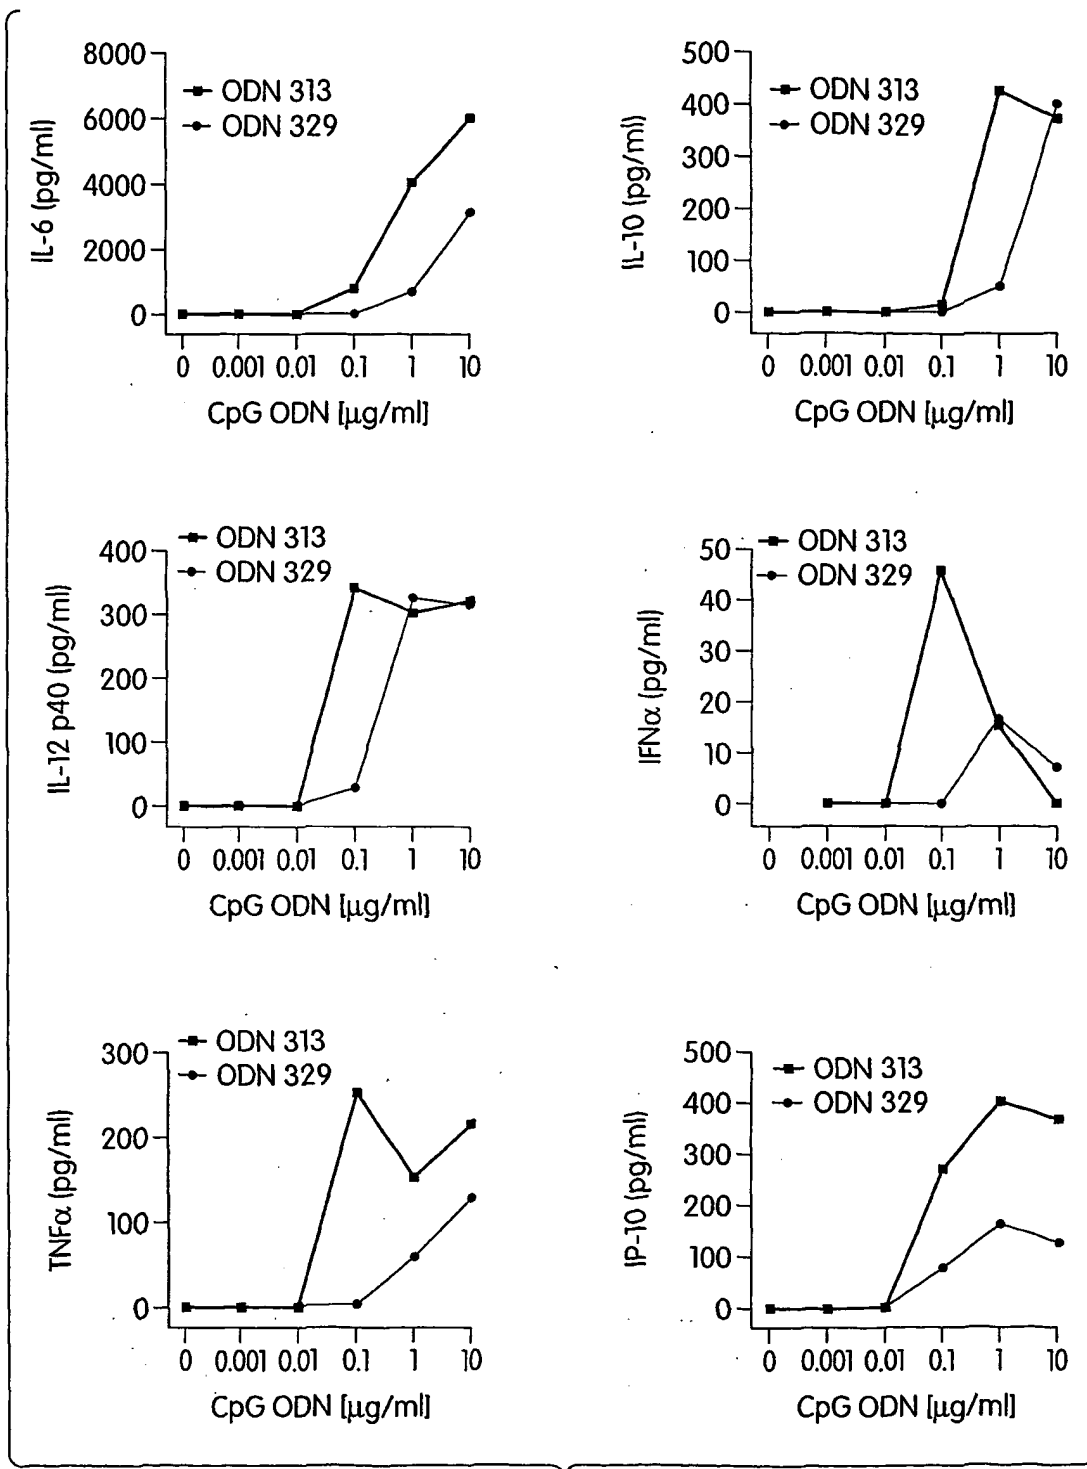 8000
6000
4000
2000
0
IL-6 (pg/ml)
ODN 313
ODN 329
0 0.001 0.01 0.1 1 10
CpG ODN [μg/ml]
500
400
300
200
100
0
IL-10 (pg/ml)
ODN 313
ODN 329
0 0.001 0.01 0.1 1 10
CpG ODN [μg/ml]
400
300
200
100
0
IL-12 p40 (pg/ml)
ODN 313
ODN 329
0 0.001 0.01 0.1 1 10
CpG ODN [μg/ml]
50
40
30
20
10
0
IFNα (pg/ml)
ODN 313
ODN 329
0 0.001 0.01 0.1 1 10
CpG ODN [μg/ml]
300
200
100
0
TNFα (pg/ml)
ODN 313
ODN 329
0 0.001 0.01 0.1 1 10
CpG ODN [μg/ml]
500
400
300
200
100
0
IP-10 (pg/ml)
ODN 313
ODN 329
0 0.001 0.01 0.1 1 10
CpG ODN [μg/ml]